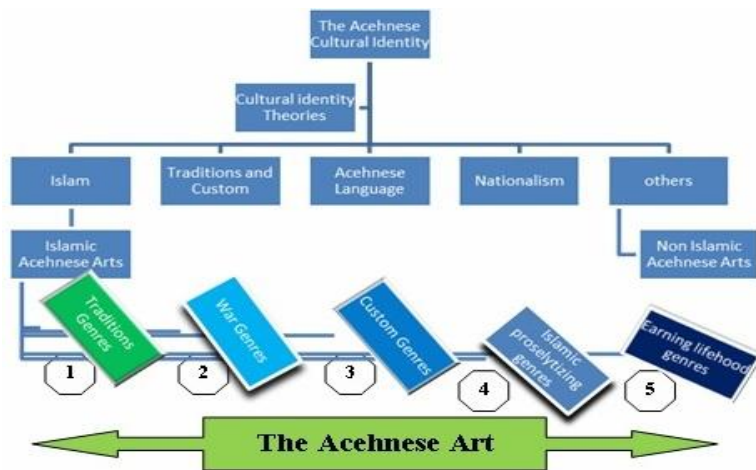 The Acehnese
Cultural Identity
Cultural identity
Theories
Islam
Traditions and
Custom
Acehnese
Language
Nationalism
others
Islamic
Acehnese Arts
Non Islamic
Acehnese Arts
Traditions
Genres
War Genres
Custom Genres
Islamic
proselytizing
genres
Earning lifehood
genres
1
2
3
4
5
The Acehnese Art